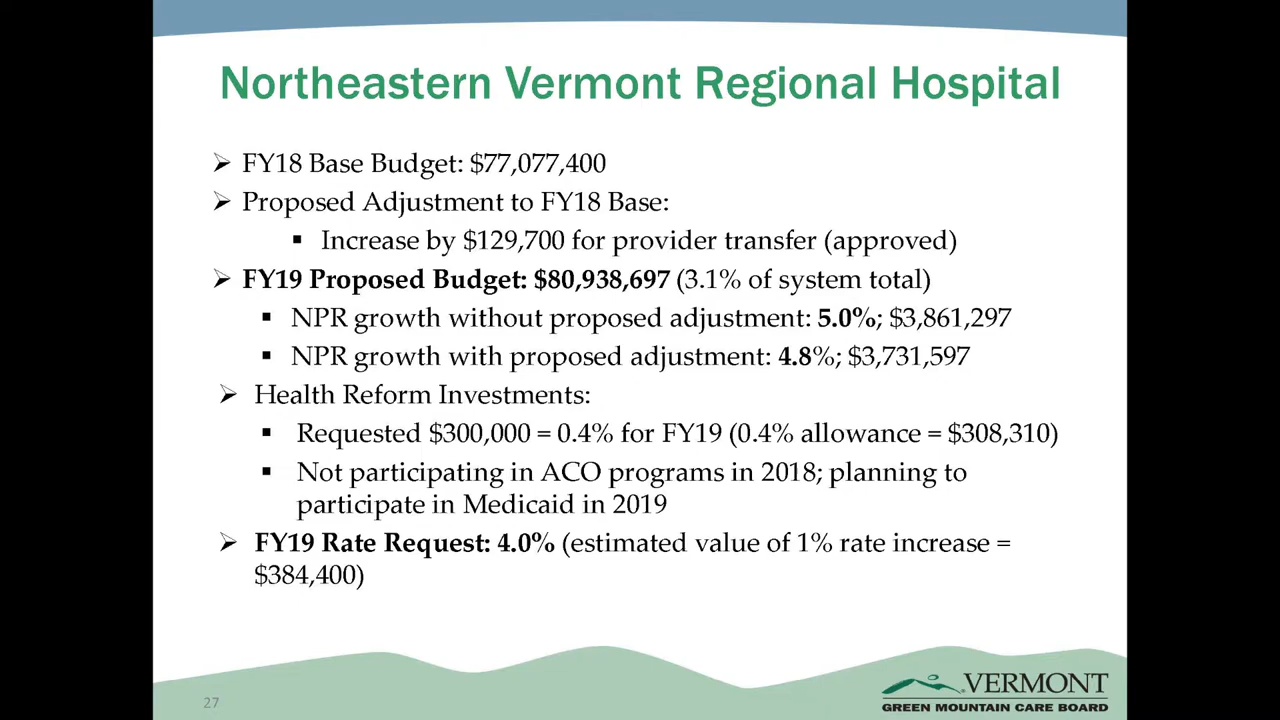 Northeastern Vermont Regional Hospital
➢ FY18 Base Budget: $77,077,400
➢ Proposed Adjustment to FY18 Base:
▪ Increase by $129,700 for provider transfer (approved)
➢ FY19 Proposed Budget: $80,938,697 (3.1% of system total)
▪ NPR growth without proposed adjustment: 5.0%; $3,861,297
▪ NPR growth with proposed adjustment: 4.8%; $3,731,597
➢ Health Reform Investments:
▪ Requested $300,000 = 0.4% for FY19 (0.4% allowance = $308,310)
▪ Not participating in ACO programs in 2018; planning to
participate in Medicaid in 2019
➢ FY19 Rate Request: 4.0% (estimated value of 1% rate increase =
$384,400)
27
VERMONT
GREEN MOUNTAIN CARE BOARD